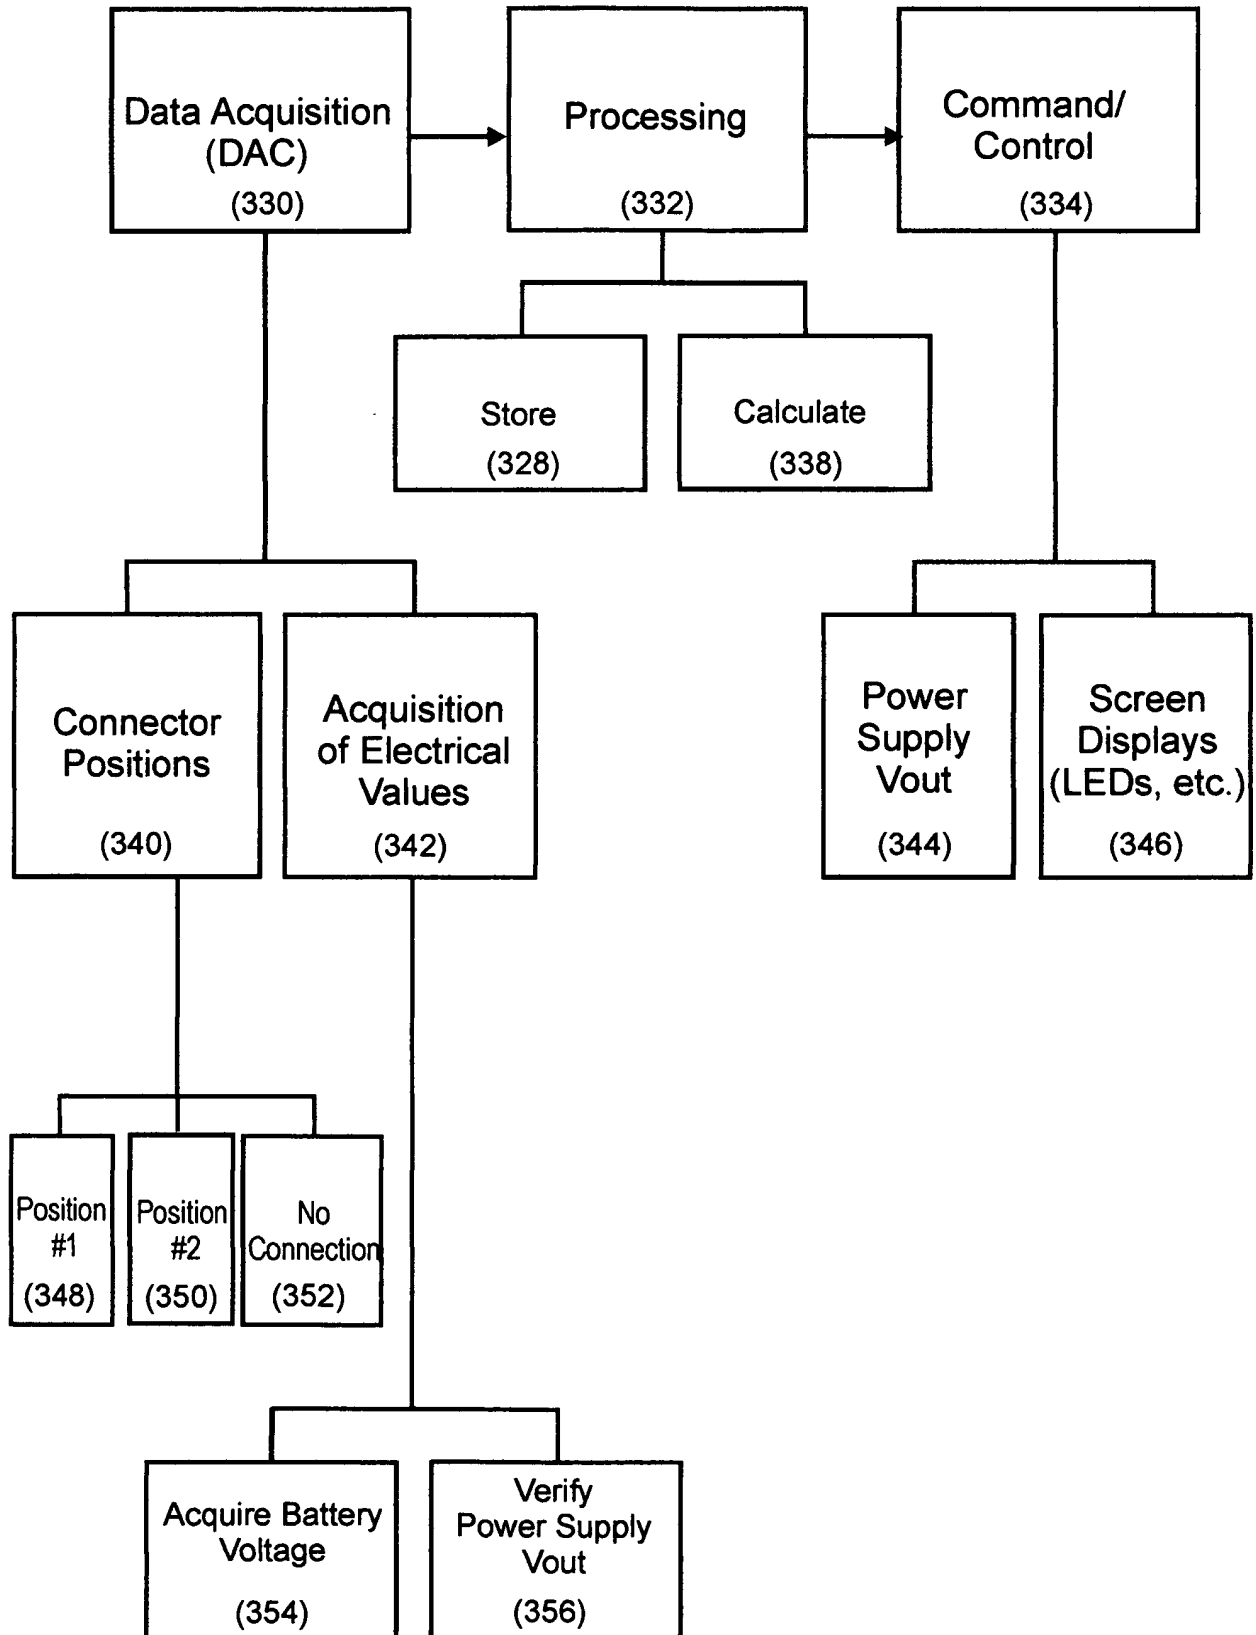 Data Acquisition
(DAC)
(330)
Processing
(332)
Command/
Control
(334)
Store
(328)
Calculate
(338)
Connector
Positions
(340)
Acquisition
of Electrical
Values
(342)
Power
Supply
Vout
(344)
Screen
Displays
(LEDs, etc.)
(346)
Position
#1
(348)
Position
#2
(350)
No
Connection
(352)
Acquire Battery
Voltage
(354)
Verify
Power Supply
Vout
(356)